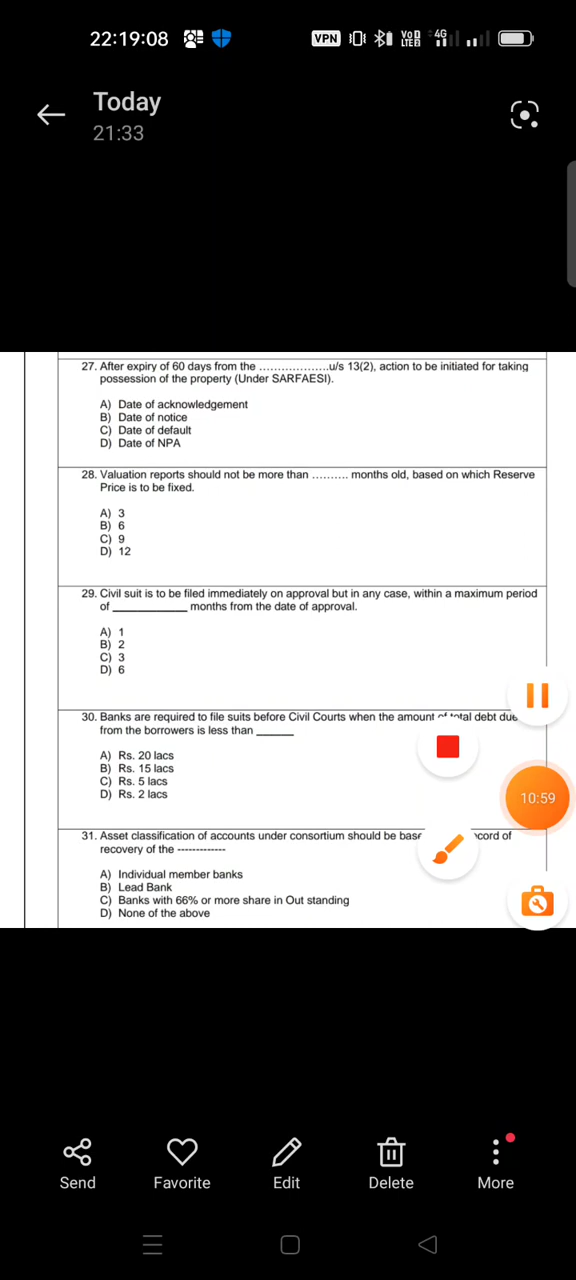 22:19:08
VPN
VoD
LTE2
4G
Today
21:33
27. After expiry of 60 days from the ………………..u/s 13(2), action to be initiated for taking
possession of the property (Under SARFAESI).
A) Date of acknowledgement
B) Date of notice
C) Date of default
D) Date of NPA
28. Valuation reports should not be more than ………. months old, based on which Reserve
Price is to be fixed.
A) 3
B) 6
C) 9
D) 12
29. Civil suit is to be filed immediately on approval but in any case, within a maximum period
of ____________ months from the date of approval.
A) 1
B) 2
C) 3
D) 6
30. Banks are required to file suits before Civil Courts when the amount of total debt due
from the borrowers is less than ______
A) Rs. 20 lacs
B) Rs. 15 lacs
C) Rs. 5 lacs
D) Rs. 2 lacs
10:59
31. Asset classification of accounts under consortium should be of
recovery of the -------------
A) Individual member banks
B) Lead Bank
C) Banks with 66% or more share in Out standing
D) None of the above
Send Favorite Edit Delete More